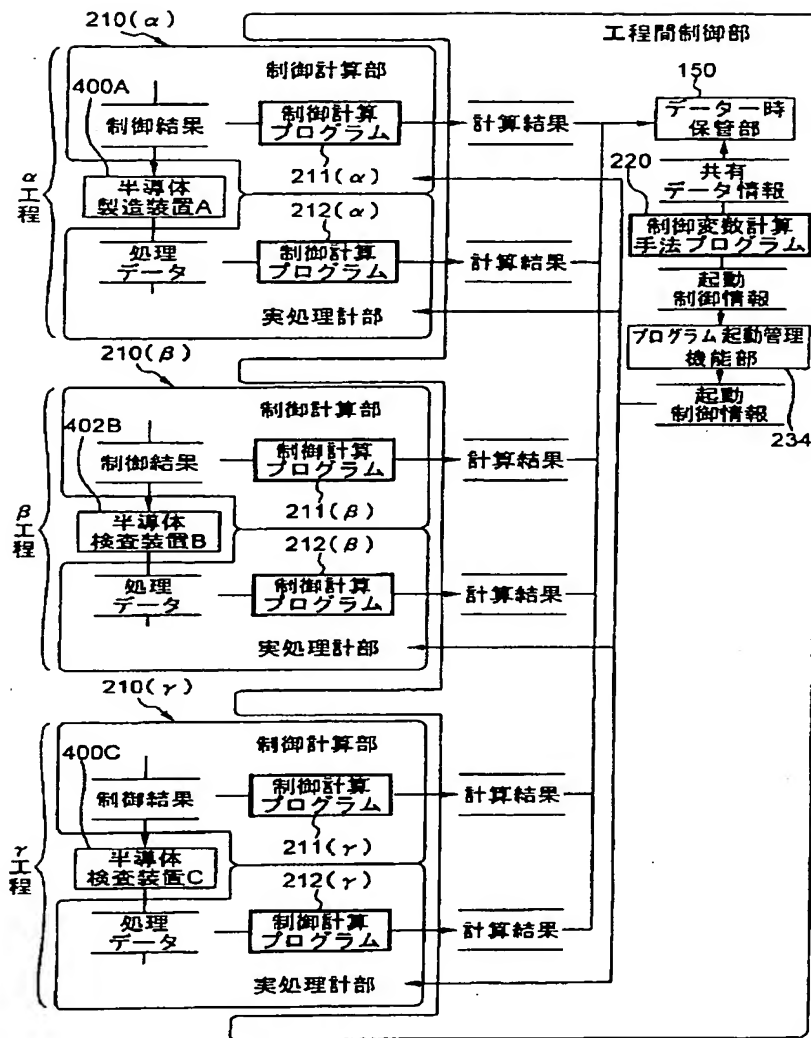 工程間制御部
150
データ一時
保管部
共有
データ情報
220
制御変数計算
手法プログラム
起動
制御情報
プログラム起動管理
機能部
起動
制御情報
234
α工程
210(α)
制御計算部
400A
制御結果
制御計算
プログラム
211(α)
計算結果
半導体
製造装置A
212(α)
処理
データ
制御計算
プログラム
計算結果
実処理計部
β工程
210(β)
制御計算部
402B
制御結果
制御計算
プログラム
211(β)
計算結果
半導体
検査装置B
212(β)
処理
データ
制御計算
プログラム
計算結果
実処理計部
γ工程
210(γ)
制御計算部
400C
制御結果
制御計算
プログラム
211(γ)
計算結果
半導体
検査装置C
212(γ)
処理
データ
制御計算
プログラム
計算結果
実処理計部